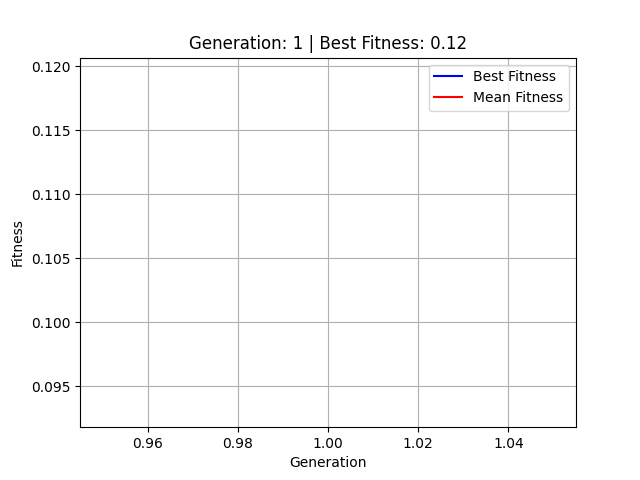 Generation: 1 | Best Fitness: 0.12
Best Fitness
Mean Fitness
Fitness
0.120
0.115
0.110
0.105
0.100
0.095
0.96 0.98 1.00 1.02 1.04
Generation